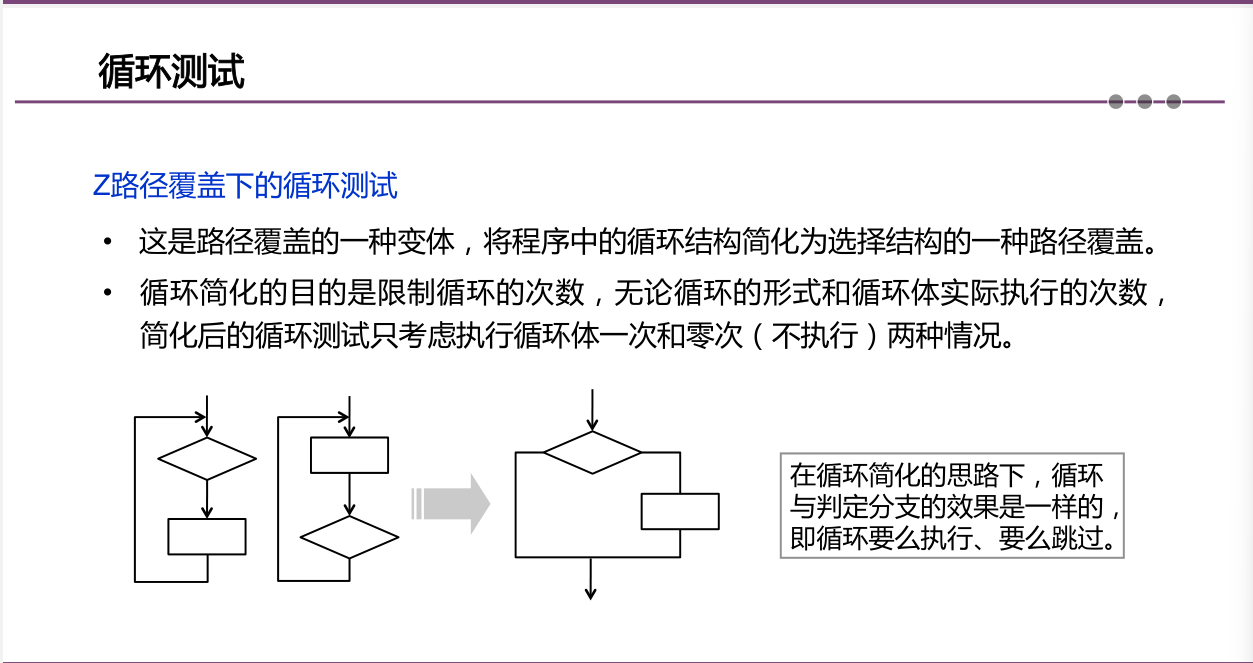 循环测试
Z路径覆盖下的循环测试
• 这是路径覆盖的一种变体，将程序中的循环结构简化为选择结构的一种路径覆盖。
• 循环简化的目的是限制循环的次数，无论循环的形式和循环体实际执行的次数，
简化后的循环测试只考虑执行循环体一次和零次（不执行）两种情况。
在循环简化的思路下，循环
与判定分支的效果是一样的，
即循环要么执行、要么跳过。